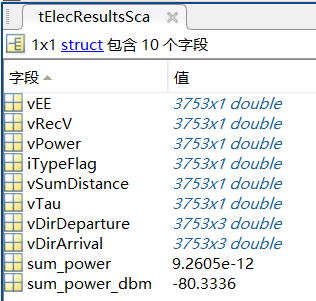 tElecResultsSca
1x1 struct 包含 10 个字段
字段 值
vEE 3753x1 double
vRecV 3753x1 double
vPower 3753x1 double
iTypeFlag 3753x1 double
vSumDistance 3753x1 double
vTau 3753x1 double
vDirDeparture 3753x3 double
vDirArrival 3753x3 double
sum_power 9.2605e-12
sum_power_dbm -80.3336